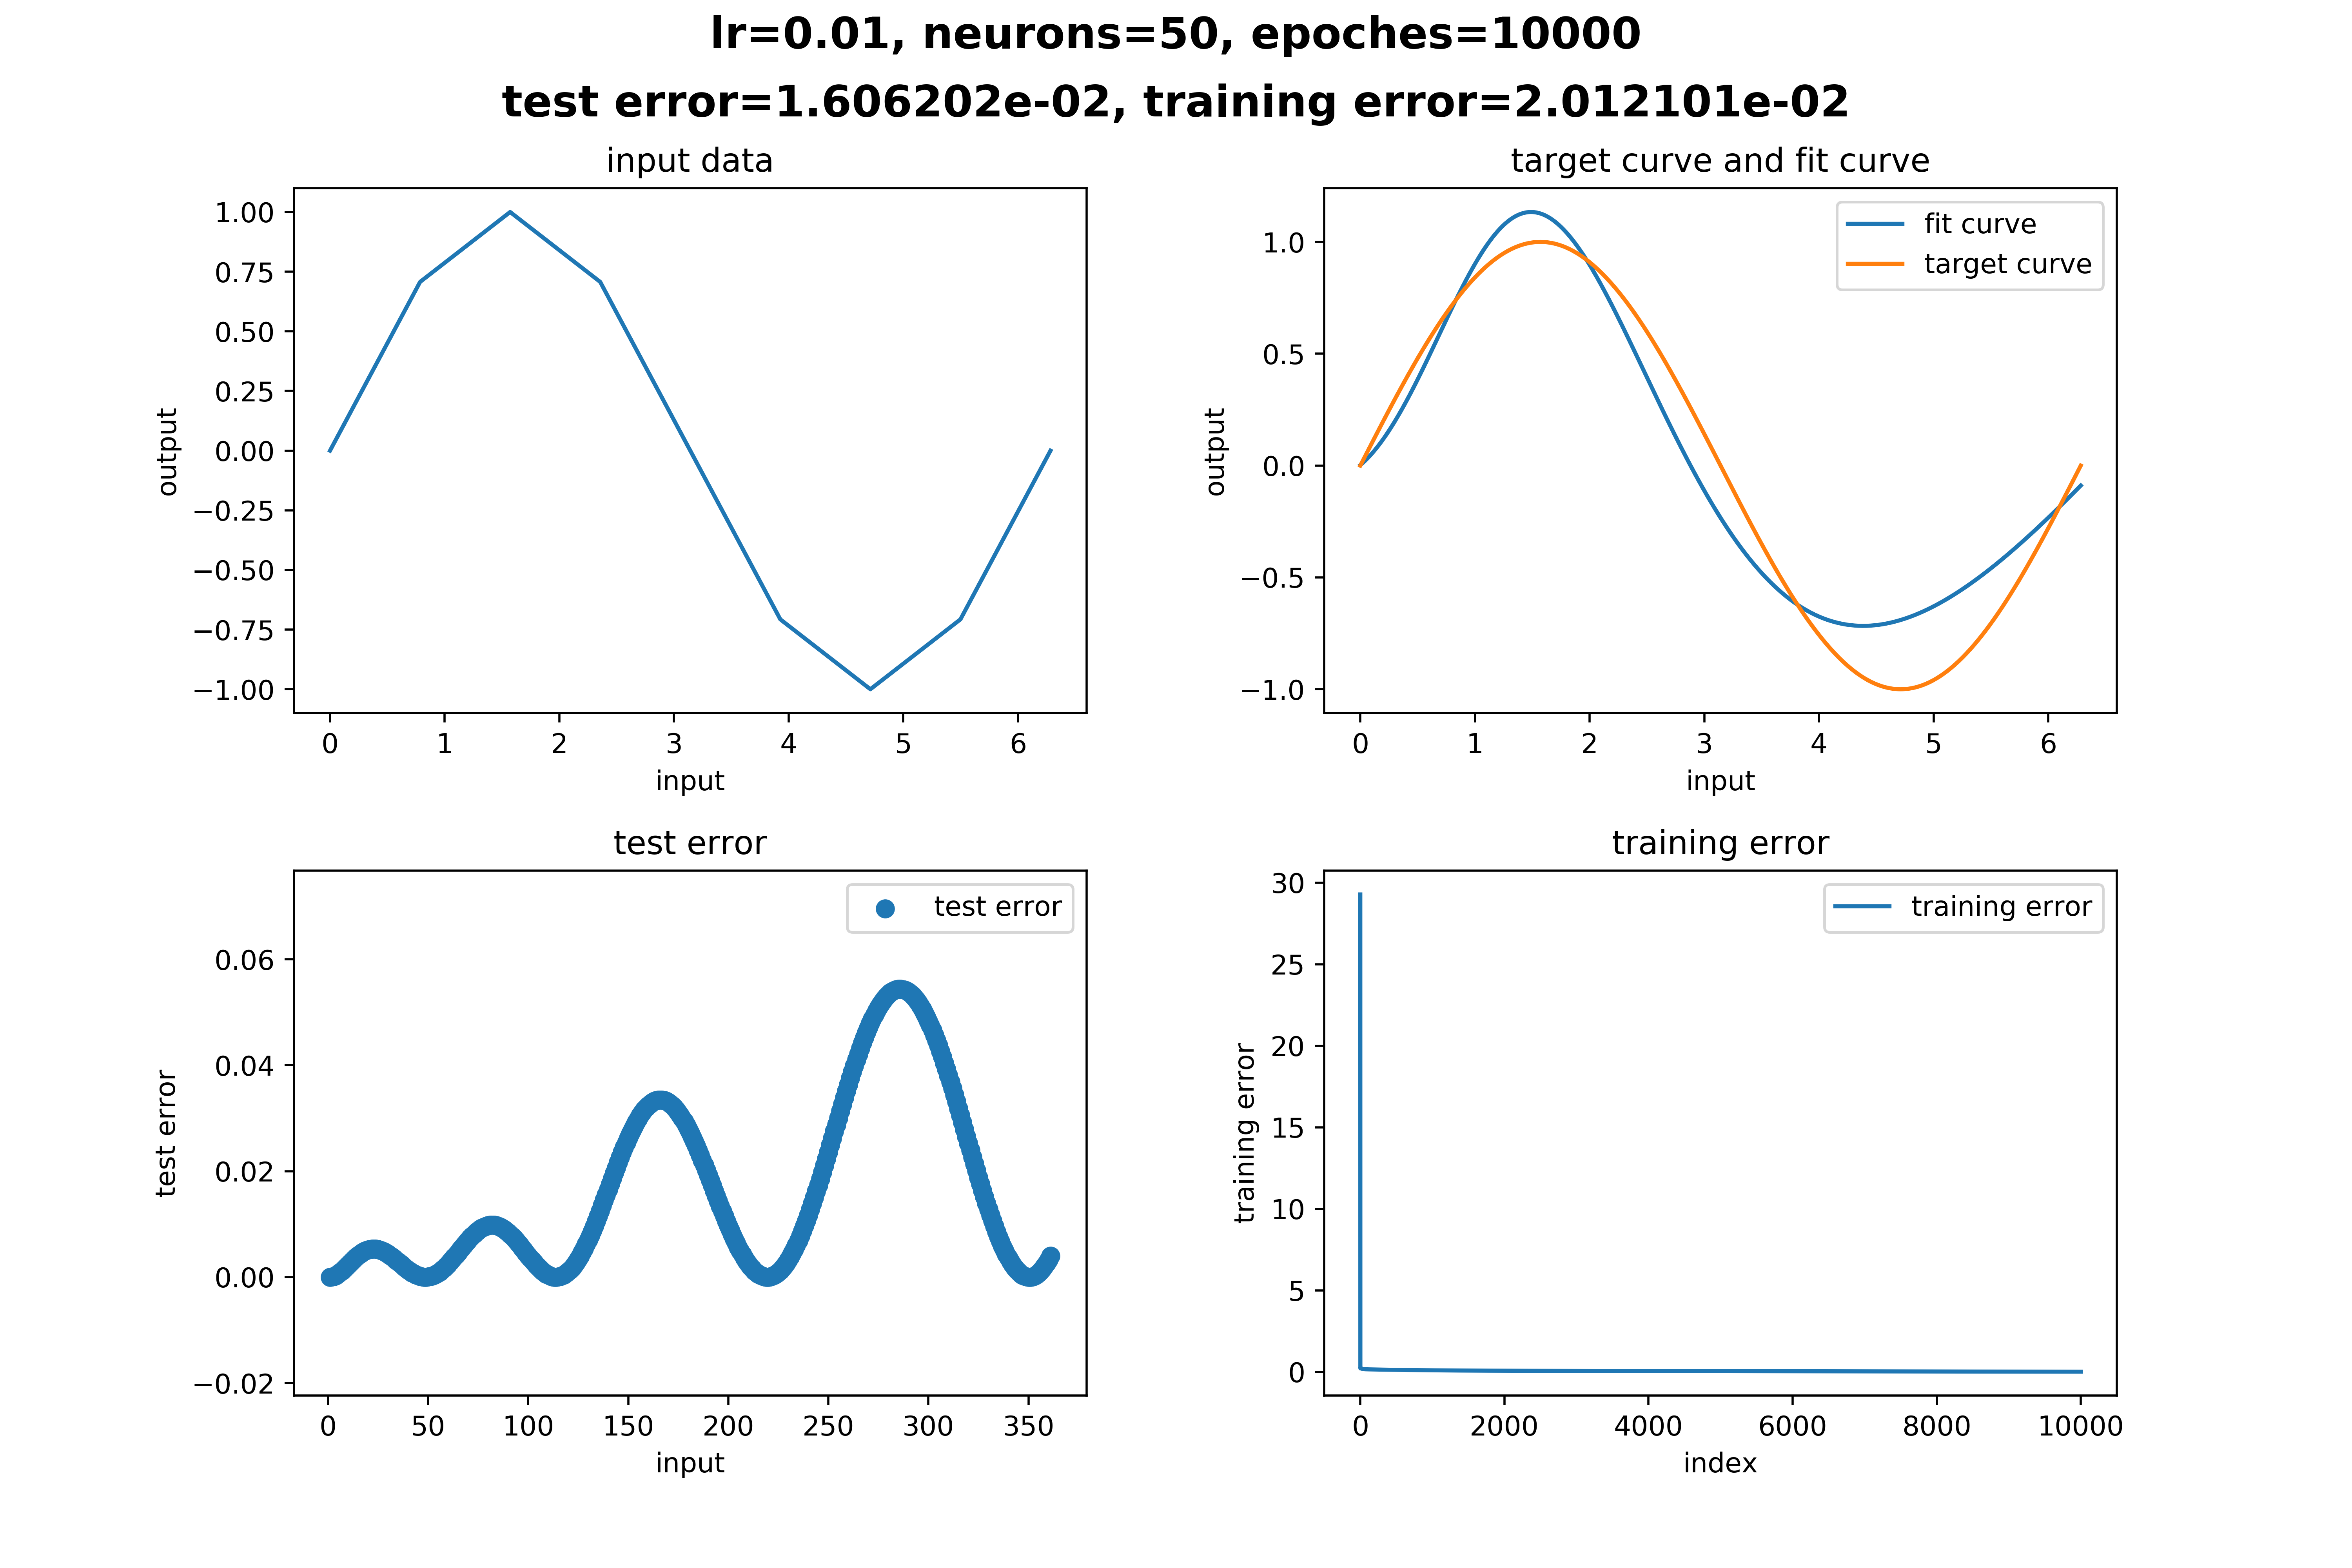 lr=0.01, neurons=50, epoches=10000
test error=1.606202e-02, training error=2.012101e-02
input data
1.00
0.75
0.50
0.25
0.00
−0.25
−0.50
−0.75
−1.00
output
0 1 2 3 4 5 6
input
target curve and fit curve
fit curve
target curve
1.0
0.5
0.0
−0.5
−1.0
output
0 1 2 3 4 5 6
input
test error
test error
0.06
0.04
0.02
0.00
−0.02
test error
0 50 100 150 200 250 300 350
input
training error
training error
30
25
20
15
10
5
0
training error
0 2000 4000 6000 8000 10000
index